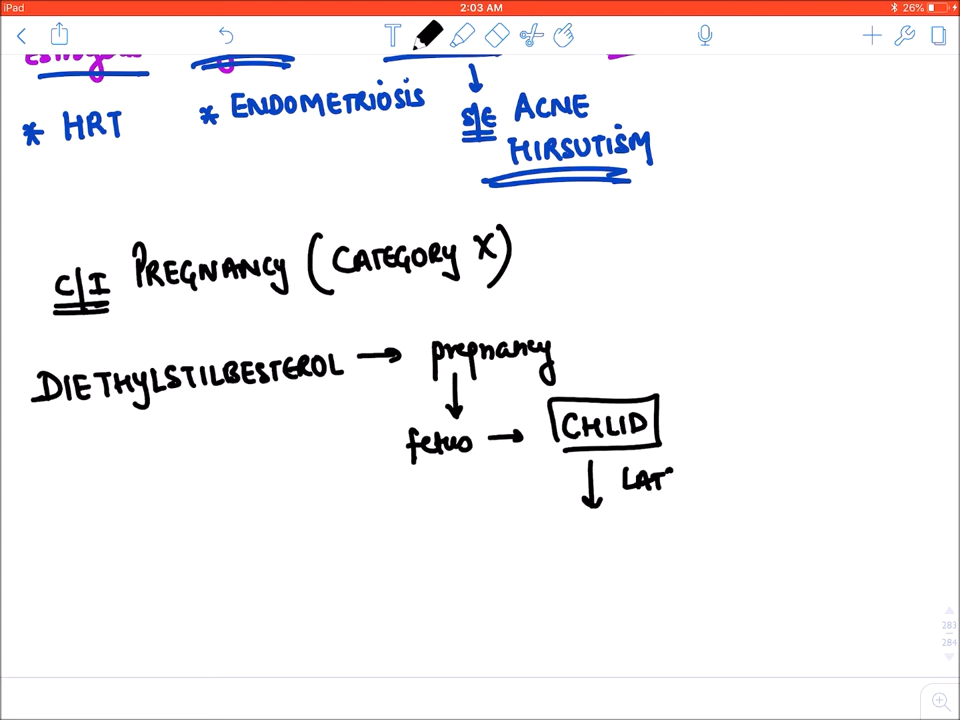 iPad 2:03 AM 26%
* HRT * ENDOMETRIOSIS S/E ACNE
HIRSUTISM
C/I PREGNANCY (CATEGORY X)
DIETHYLSTILBESTEROL → pregnancy
↓
fetus → CHLID
↓ LAT
283
284